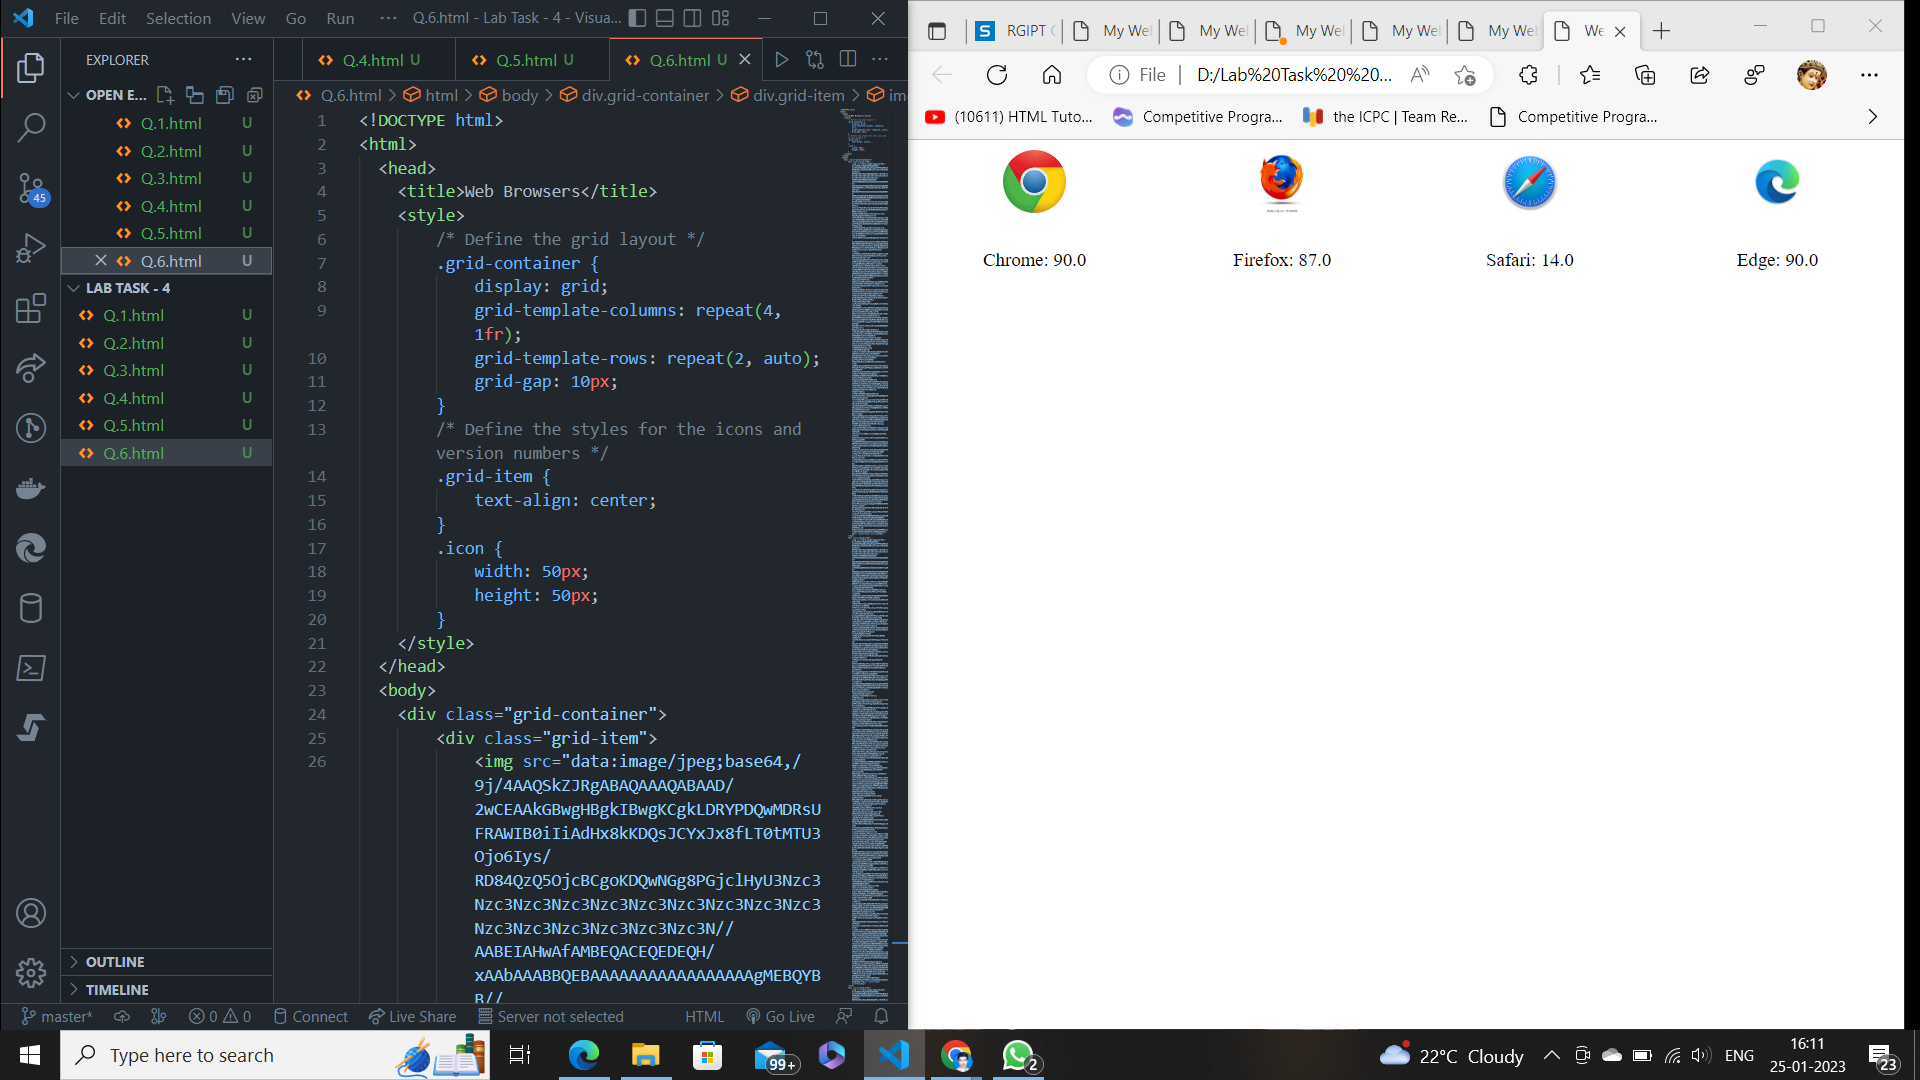 File Edit Selection View Go Run ··· Q.6.html - Lab Task - 4 - Visua...
EXPLORER ···
OPEN E...
Q.1.html U
Q.2.html U
Q.3.html U
Q.4.html U
Q.5.html U
Q.6.html U
LAB TASK - 4
Q.1.html U
Q.2.html U
Q.3.html U
Q.4.html U
Q.5.html U
Q.6.html U
OUTLINE
TIMELINE
45
Q.4.html U Q.5.html U Q.6.html U
Q.6.html > html > body > div.grid-container > div.grid-item > im
1 <!DOCTYPE html>
2 <html>
3 <head>
4 <title>Web Browsers</title>
5 <style>
6 /* Define the grid layout */
7 .grid-container {
8 display: grid;
9 grid-template-columns: repeat(4,
1fr);
10 grid-template-rows: repeat(2, auto);
11 grid-gap: 10px;
12 }
13 /* Define the styles for the icons and
version numbers */
14 .grid-item {
15 text-align: center;
16 }
17 .icon {
18 width: 50px;
19 height: 50px;
20 }
21 </style>
22 </head>
23 <body>
24 <div class="grid-container">
25 <div class="grid-item">
26 <img src="data:image/jpeg;base64,/
9j/4AAQSkZJRgABAQAAAQABAAD/
2wCEAAkGBwgHBgkIBwgKCgkLDRYPDQwMDRsU
FRAWIB0iIiAdHx8kKDQsJCYxJx8fLT0tMTU3
Ojo6Iys/
RD84QzQ5OjcBCgoKDQwNGg8PGjclHyU3Nzc3
Nzc3Nzc3Nzc3Nzc3Nzc3Nzc3Nzc3Nzc3Nzc3
Nzc3Nzc3Nzc3Nzc3Nzc3Nzc3N//
AABEIAHwAfAMBEQACEQEDEQH/
xAAbAAABBQEBAAAAAAAAAAAAAAAAAgMEBQYB
B//
master* 0 0 Connect Live Share Server not selected HTML Go Live
RGIPT My We My We My We My We My We We
File D:/Lab%20Task%20%20...
(10611) HTML Tuto... Competitive Progra... the ICPC | Team Re... Competitive Progra...
Chrome: 90.0 Firefox: 87.0 Safari: 14.0 Edge: 90.0
Type here to search
99+
2
22°C Cloudy
ENG
16:11
25-01-2023
23